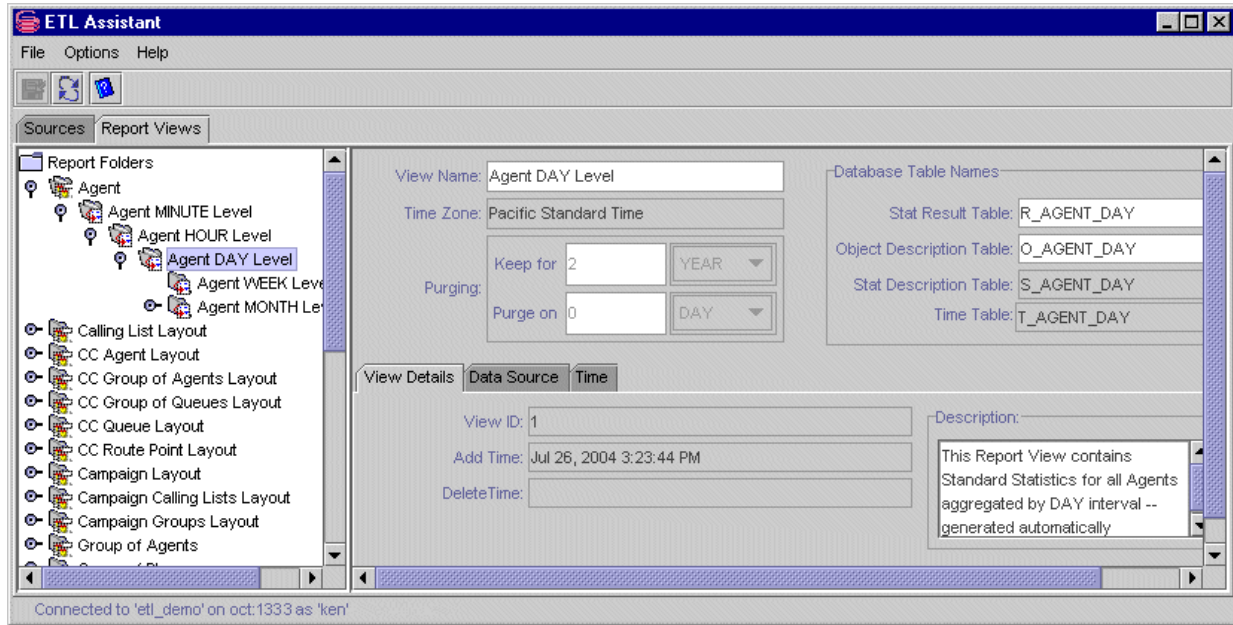 ETL Assistant
File Options Help
Sources Report Views
Report Folders
Agent
Agent MINUTE Level
Agent HOUR Level
Agent DAY Level
Agent WEEK Leve
Agent MONTH Le
Calling List Layout
CC Agent Layout
CC Group of Agents Layout
CC Group of Queues Layout
CC Queue Layout
CC Route Point Layout
Campaign Layout
Campaign Calling Lists Layout
Campaign Groups Layout
Group of Agents
View Name: Agent DAY Level
Time Zone: Pacific Standard Time
Purging:
Keep for 2 YEAR
Purge on 0 DAY
Database Table Names
Stat Result Table: R_AGENT_DAY
Object Description Table: O_AGENT_DAY
Stat Description Table: S_AGENT_DAY
Time Table: T_AGENT_DAY
View Details Data Source Time
View ID: 1
Add Time: Jul 26, 2004 3:23:44 PM
DeleteTime:
Description:
This Report View contains
Standard Statistics for all Agents
aggregated by DAY interval --
generated automatically
Connected to 'etl_demo' on oct:1333 as 'ken'